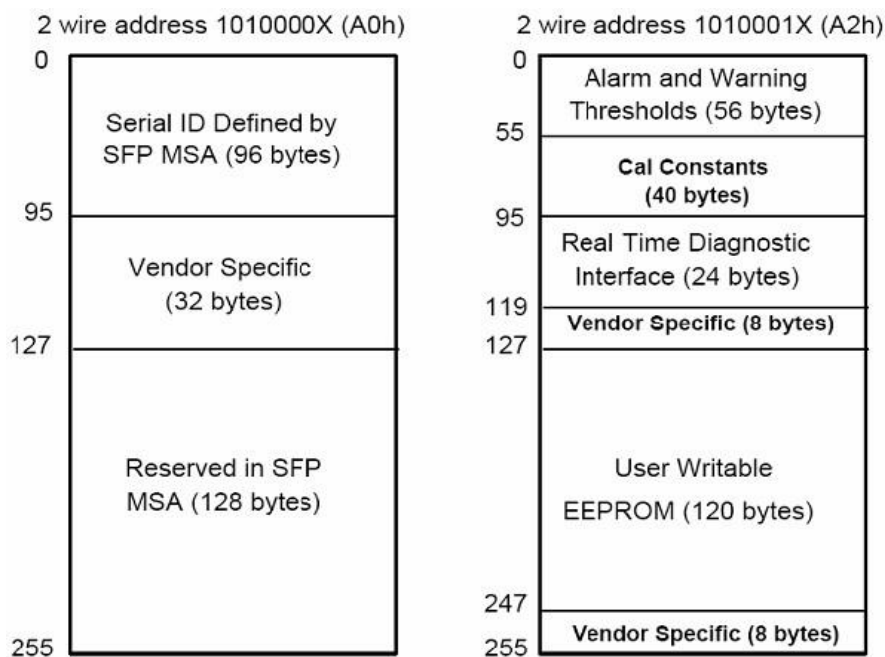 2 wire address 1010000X (A0h)
0
Serial ID Defined by
SFP MSA (96 bytes)
95
Vendor Specific
(32 bytes)
127
Reserved in SFP
MSA (128 bytes)
255
2 wire address 1010001X (A2h)
0
Alarm and Warning
Thresholds (56 bytes)
55
Cal Constants
(40 bytes)
95
Real Time Diagnostic
Interface (24 bytes)
119
Vendor Specific (8 bytes)
127
User Writable
EEPROM (120 bytes)
247
Vendor Specific (8 bytes)
255